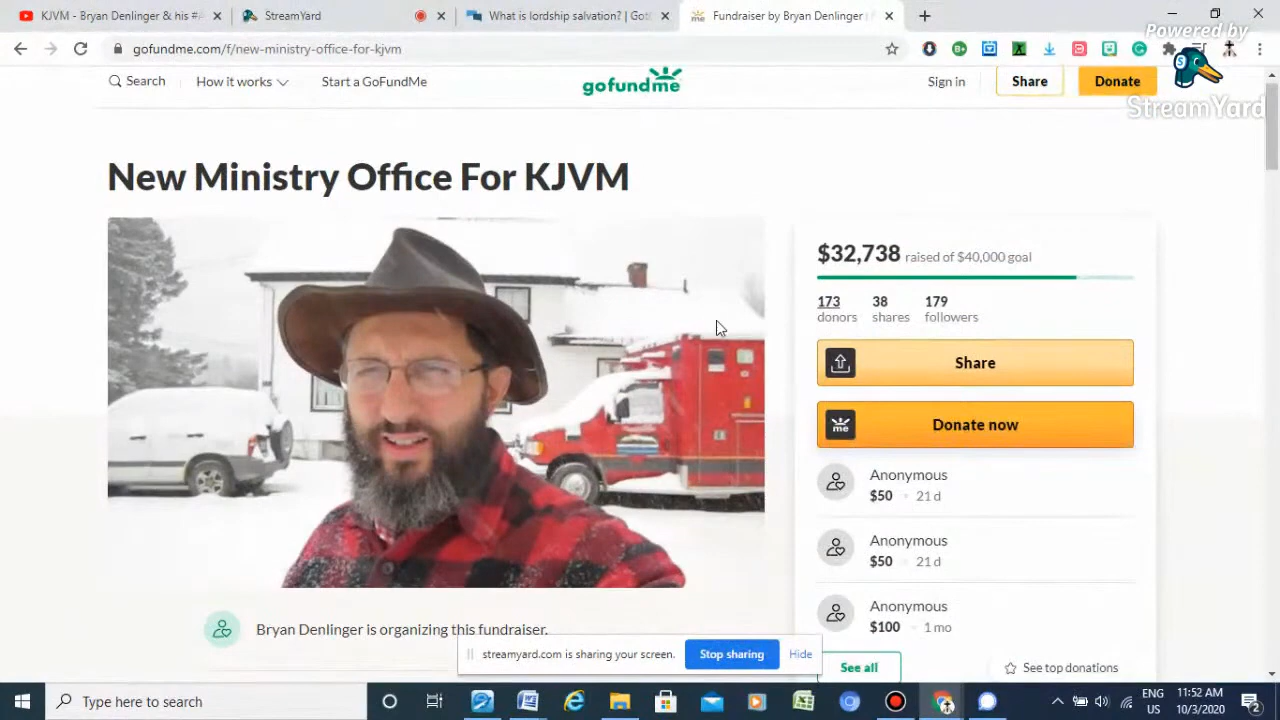 KJV M - Bryan Denlinger & his #
StreamYard
What is lordship salvation? | Got
Fundraiser by Bryan Denlinger
Powered by
StreamYard
gofundme.com/f/new-ministry-office-for-kjvm
Search
How it works
Start a GoFundMe
gofundme
Sign in
Share
Donate
New Ministry Office For KJVM
$32,738 raised of $40,000 goal
173
donors
38
shares
179
followers
Share
me
Donate now
Anonymous
$50 • 21 d
Anonymous
$50 • 21 d
Anonymous
$100 • 1 mo
See all
See top donations
Bryan Denlinger is organizing this fundraiser.
streamyard.com is sharing your screen.
Stop sharing
Hide
Type here to search
ENG
US
11:52 AM
10/3/2020
2